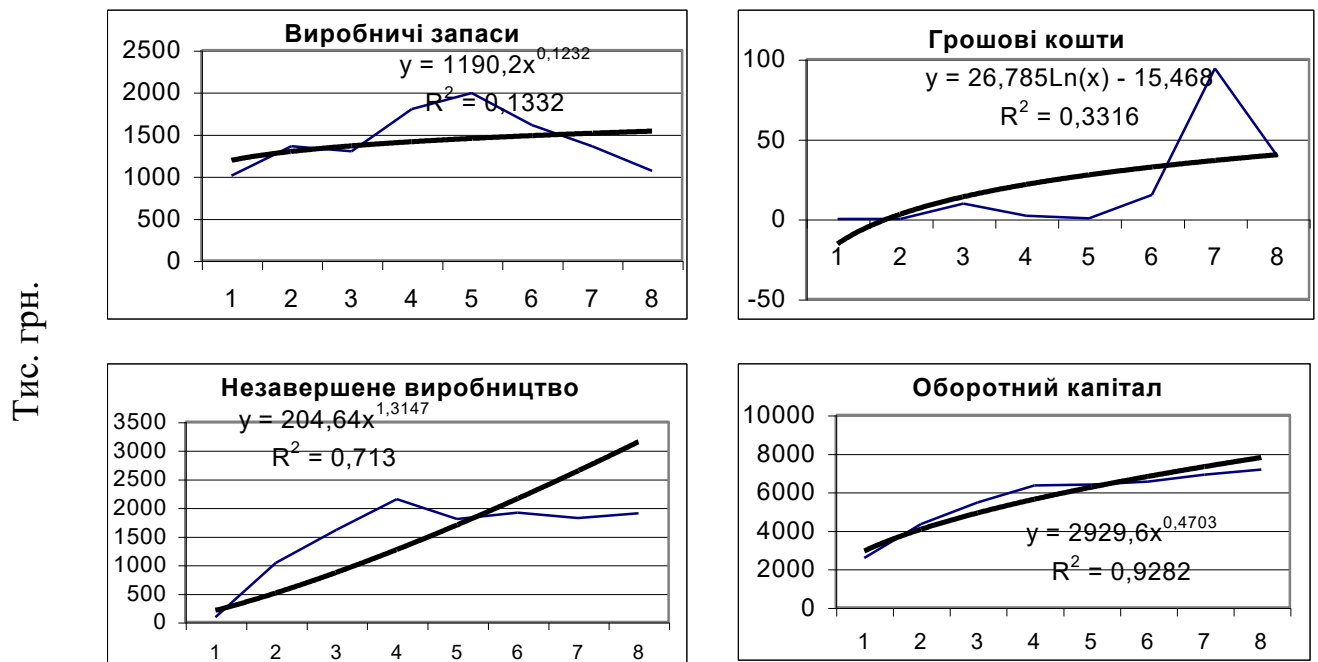 Тис. грн.
Виробничі запаси
y = 1190,2x^0,1232
R^2 = 0,1332
2500
2000
1500
1000
500
0
1 2 3 4 5 6 7 8
Грошові кошти
y = 26,785Ln(x) - 15,468
R^2 = 0,3316
100
50
0
-50
1 2 3 4 5 6 7 8
Незавершене виробництво
y = 204,64x^1,3147
R^2 = 0,713
3500
3000
2500
2000
1500
1000
500
0
1 2 3 4 5 6 7 8
Оборотний капітал
10000
8000
6000
4000
2000
0
y = 2929,6x^0,4703
R^2 = 0,9282
1 2 3 4 5 6 7 8